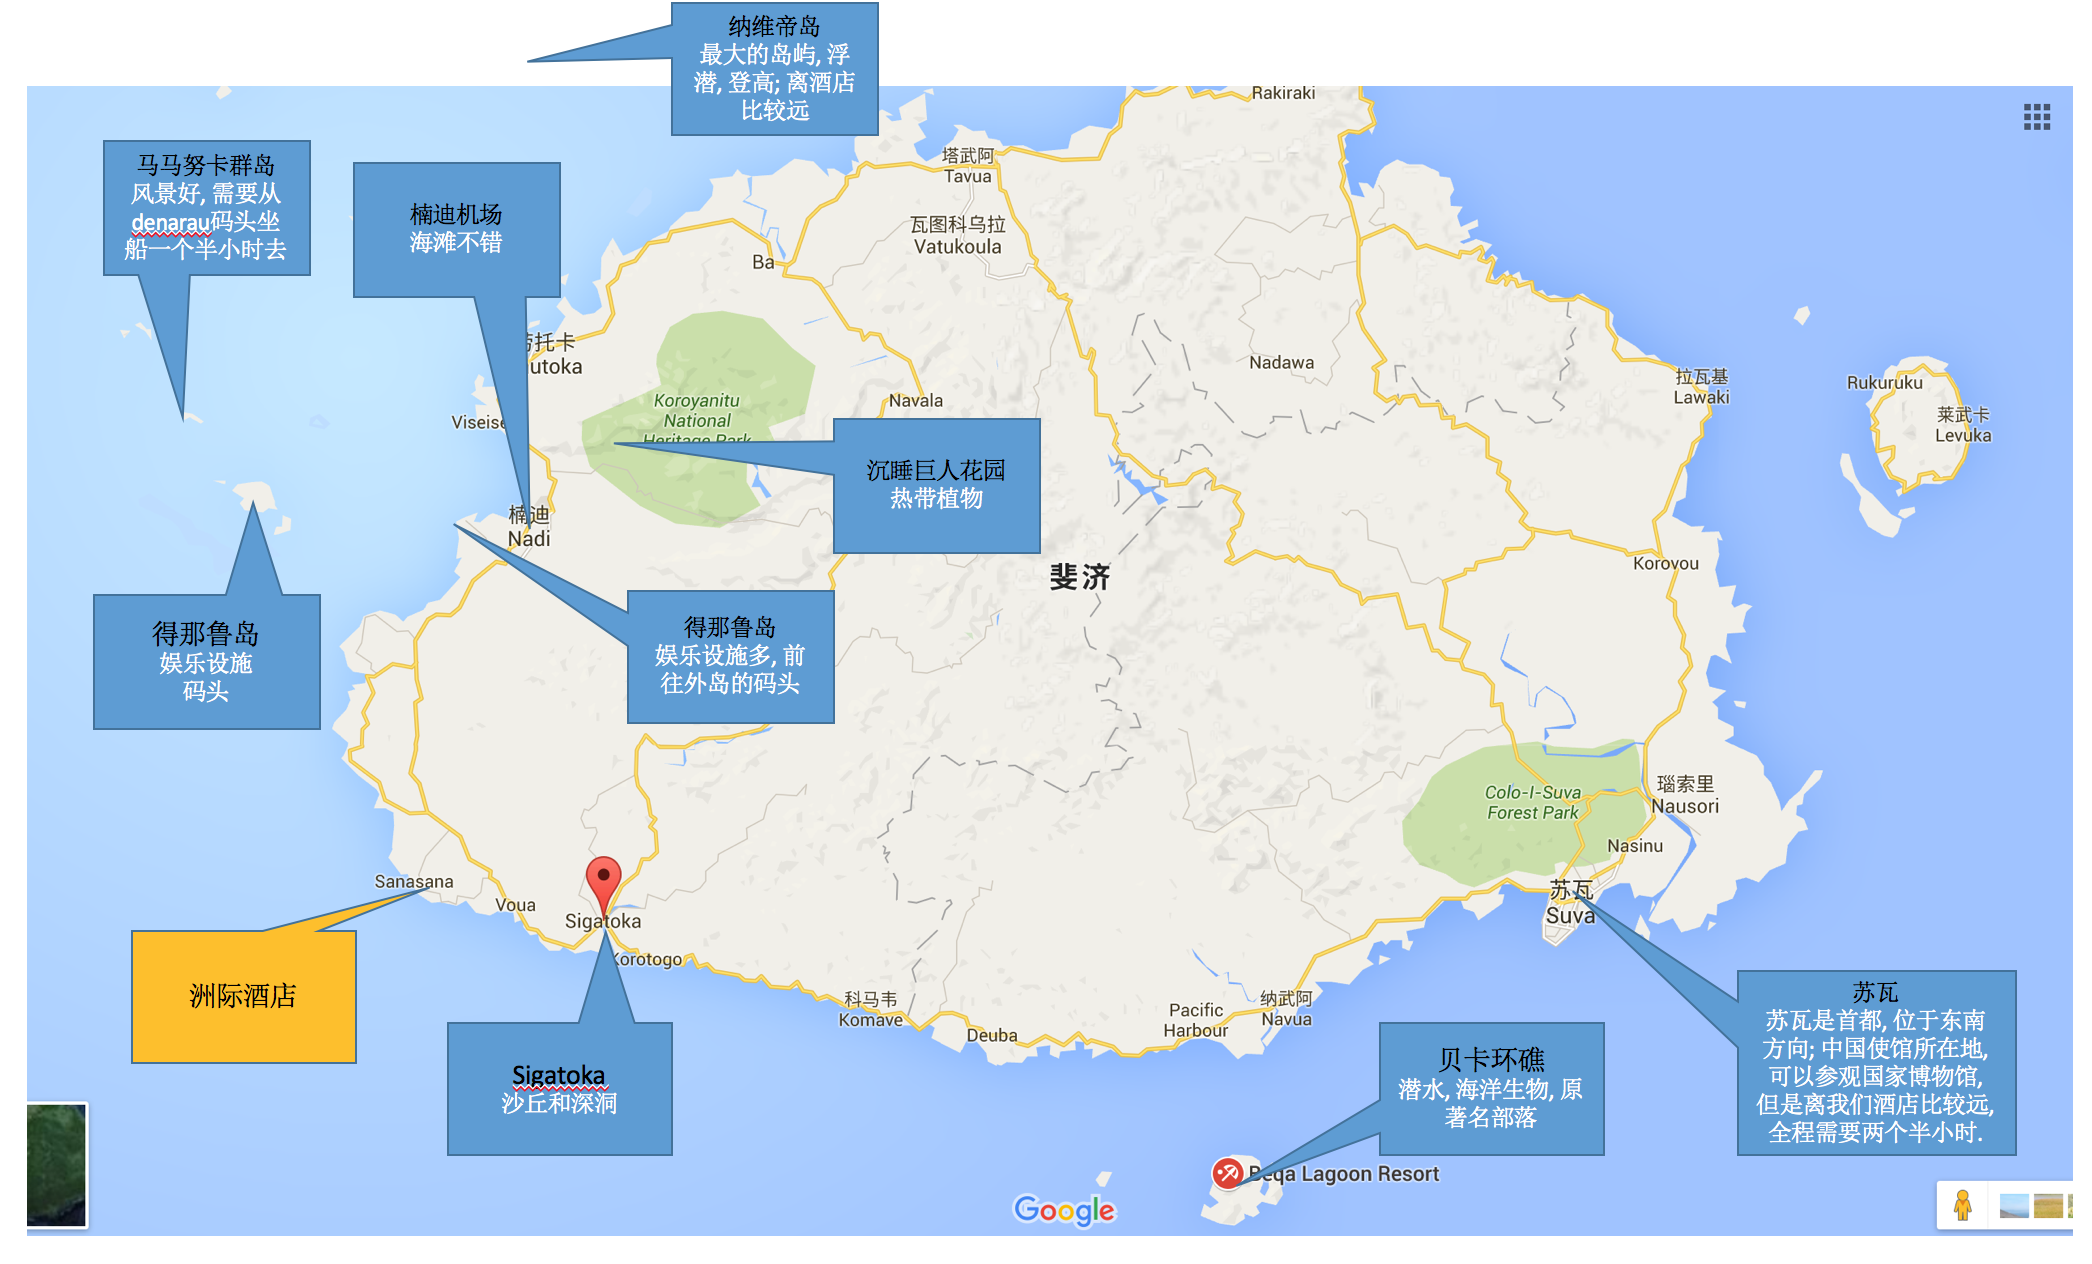 纳维帝岛
最大的岛屿, 浮
潜, 登高; 离酒店
比较远
Rakiraki
马马努卡群岛
风景好, 需要从
denarau码头坐
船一个半小时去
楠迪机场
海滩不错
塔武阿
Tavua
瓦图科乌拉
Vatukoula
Ba
托卡
utoka
Nadawa
拉瓦基
Lawaki
Rukuruku
莱武卡
Levuka
Koroyanitu
National
Heritage Park
Navala
Viseise
沉睡巨人花园
热带植物
楠迪
Nadi
斐济
Korovou
得那鲁岛
娱乐设施
码头
得那鲁岛
娱乐设施多, 前
往外岛的码头
Colo-I-Suva
Forest Park
瑙索里
Nausori
Nasinu
Sanasana
Voua
Sigatoka
Korotogo
苏瓦
Suva
洲际酒店
科马韦
Komave
Deuba
Pacific
Harbour
纳武阿
Navua
Sigatoka
沙丘和深洞
贝卡环礁
潜水, 海洋生物, 原
著名部落
苏瓦
苏瓦是首都, 位于东南
方向; 中国使馆所在地,
可以参观国家博物馆,
但是离我们酒店比较远,
全程需要两个半小时.
Beqa Lagoon Resort
Google